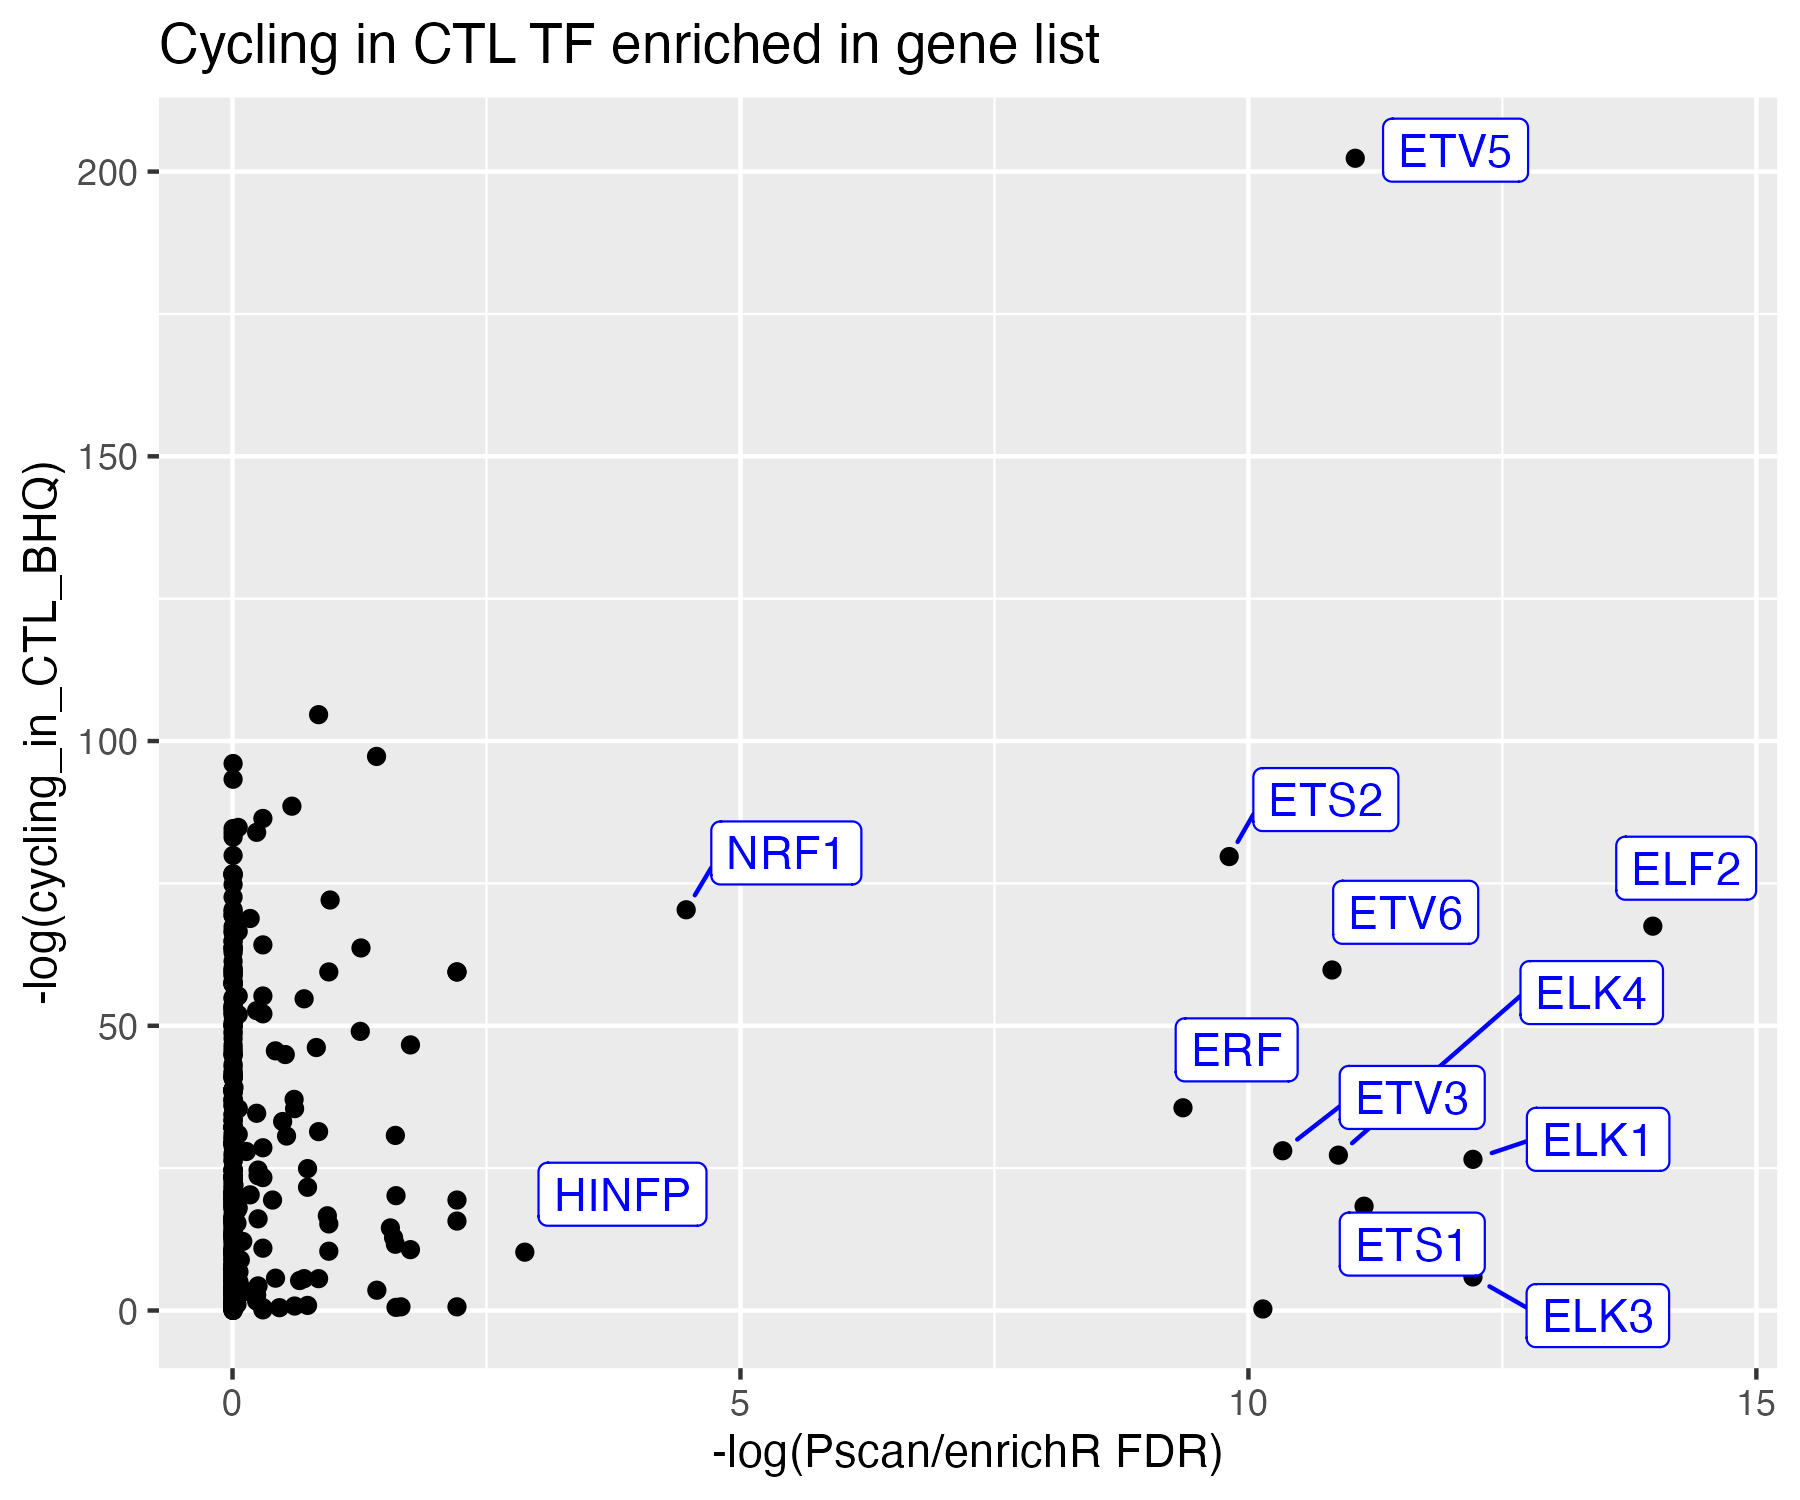 Cycling in CTL TF enriched in gene list
-log(cycling_in_CTL_BHQ)
200
150
100
50
0
ETV5
ETS2
NRF1
ELF2
ETV6
ELK4
ERF
ETV3
ELK1
HINFP
ETS1
ELK3
0 5 10 15
-log(Pscan/enrichR FDR)